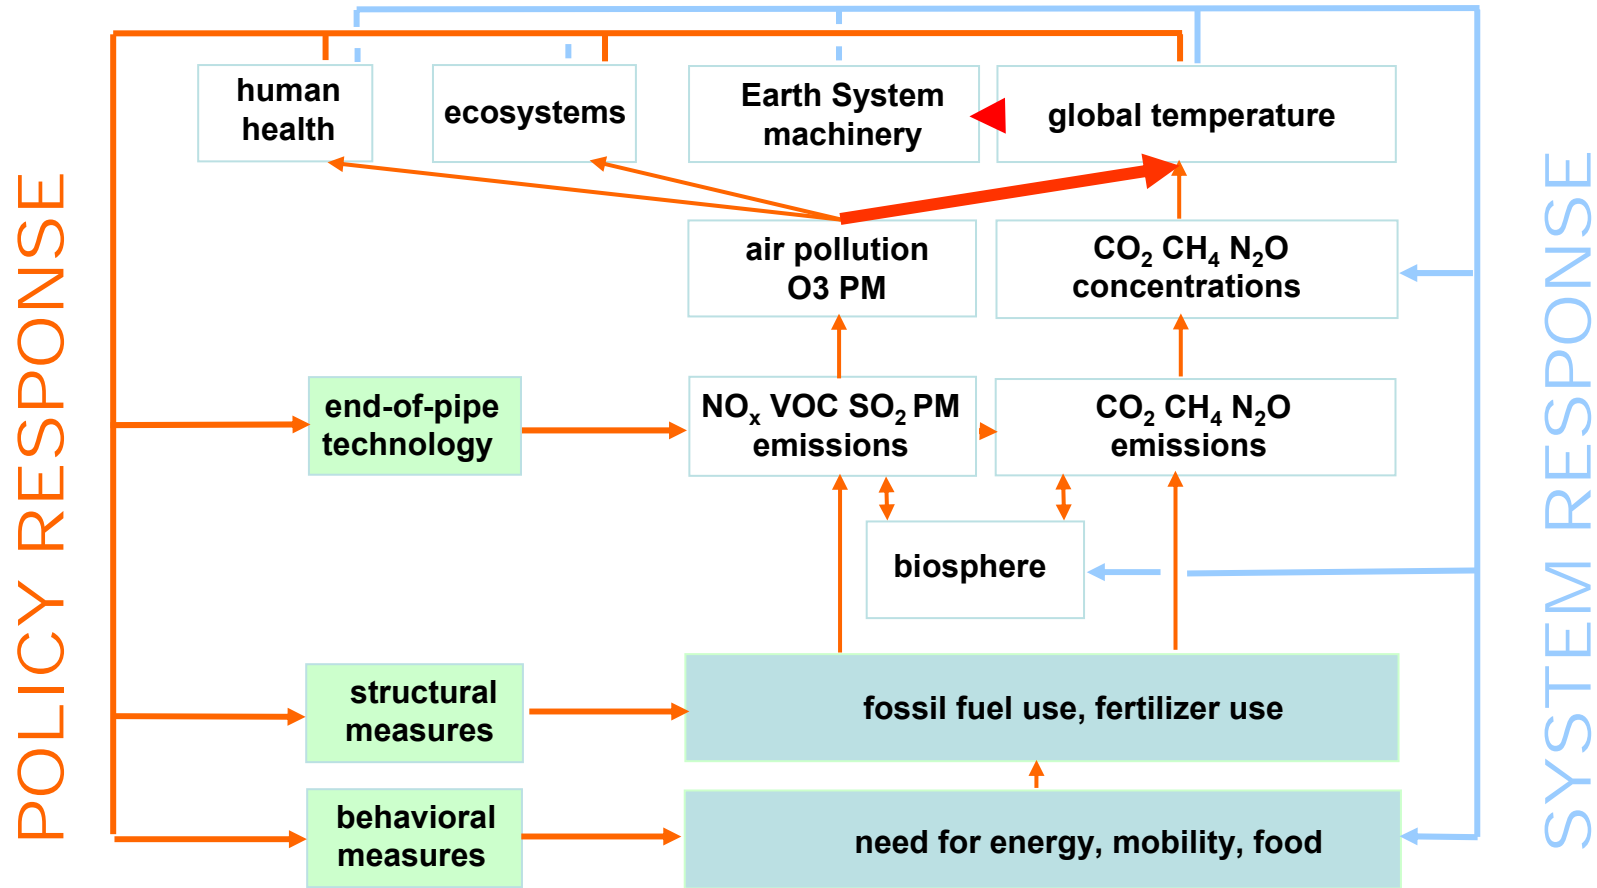 POLICY RESPONSE
human
health
ecosystems
Earth System
machinery
global temperature
air pollution
O3 PM
CO₂ CH₄ N₂O
concentrations
end-of-pipe
technology
NOₓ VOC SO₂ PM
emissions
CO₂ CH₄ N₂O
emissions
biosphere
structural
measures
fossil fuel use, fertilizer use
behavioral
measures
need for energy, mobility, food
SYSTEM RESPONSE